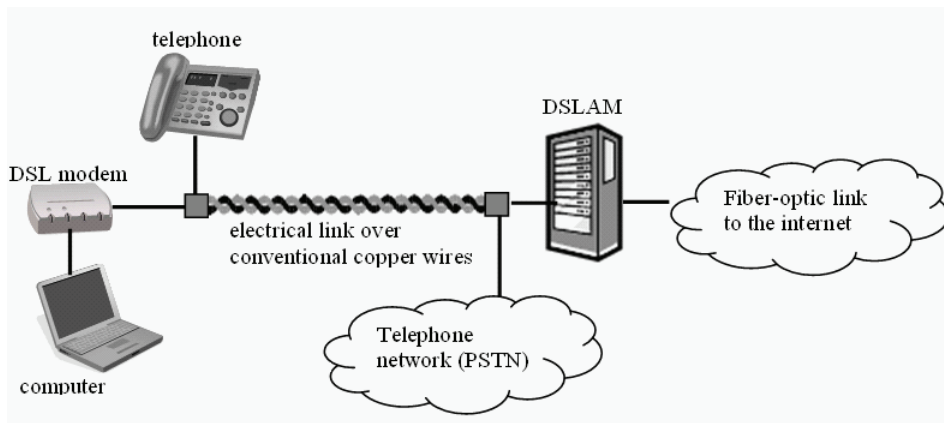 telephone
DSLAM
DSL modem
Fiber-optic link
to the internet
electrical link over
conventional copper wires
Telephone
network (PSTN)
computer